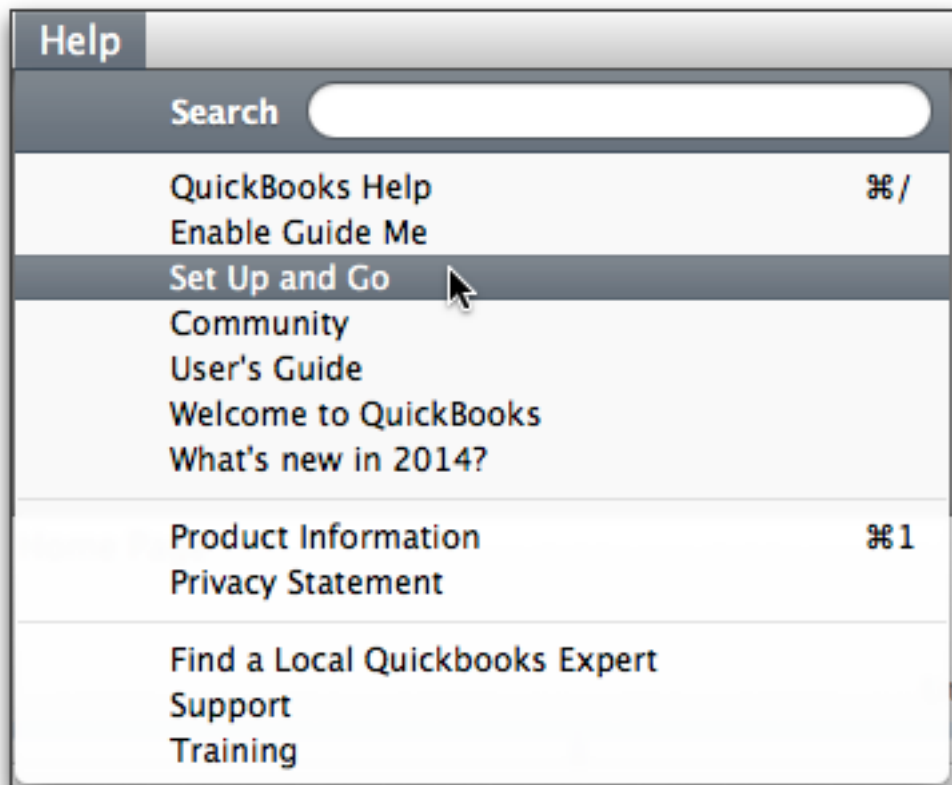 Help
Search
QuickBooks Help ⌘/
Enable Guide Me
Set Up and Go
Community
User's Guide
Welcome to QuickBooks
What's new in 2014?
Product Information ⌘1
Privacy Statement
Find a Local Quickbooks Expert
Support
Training